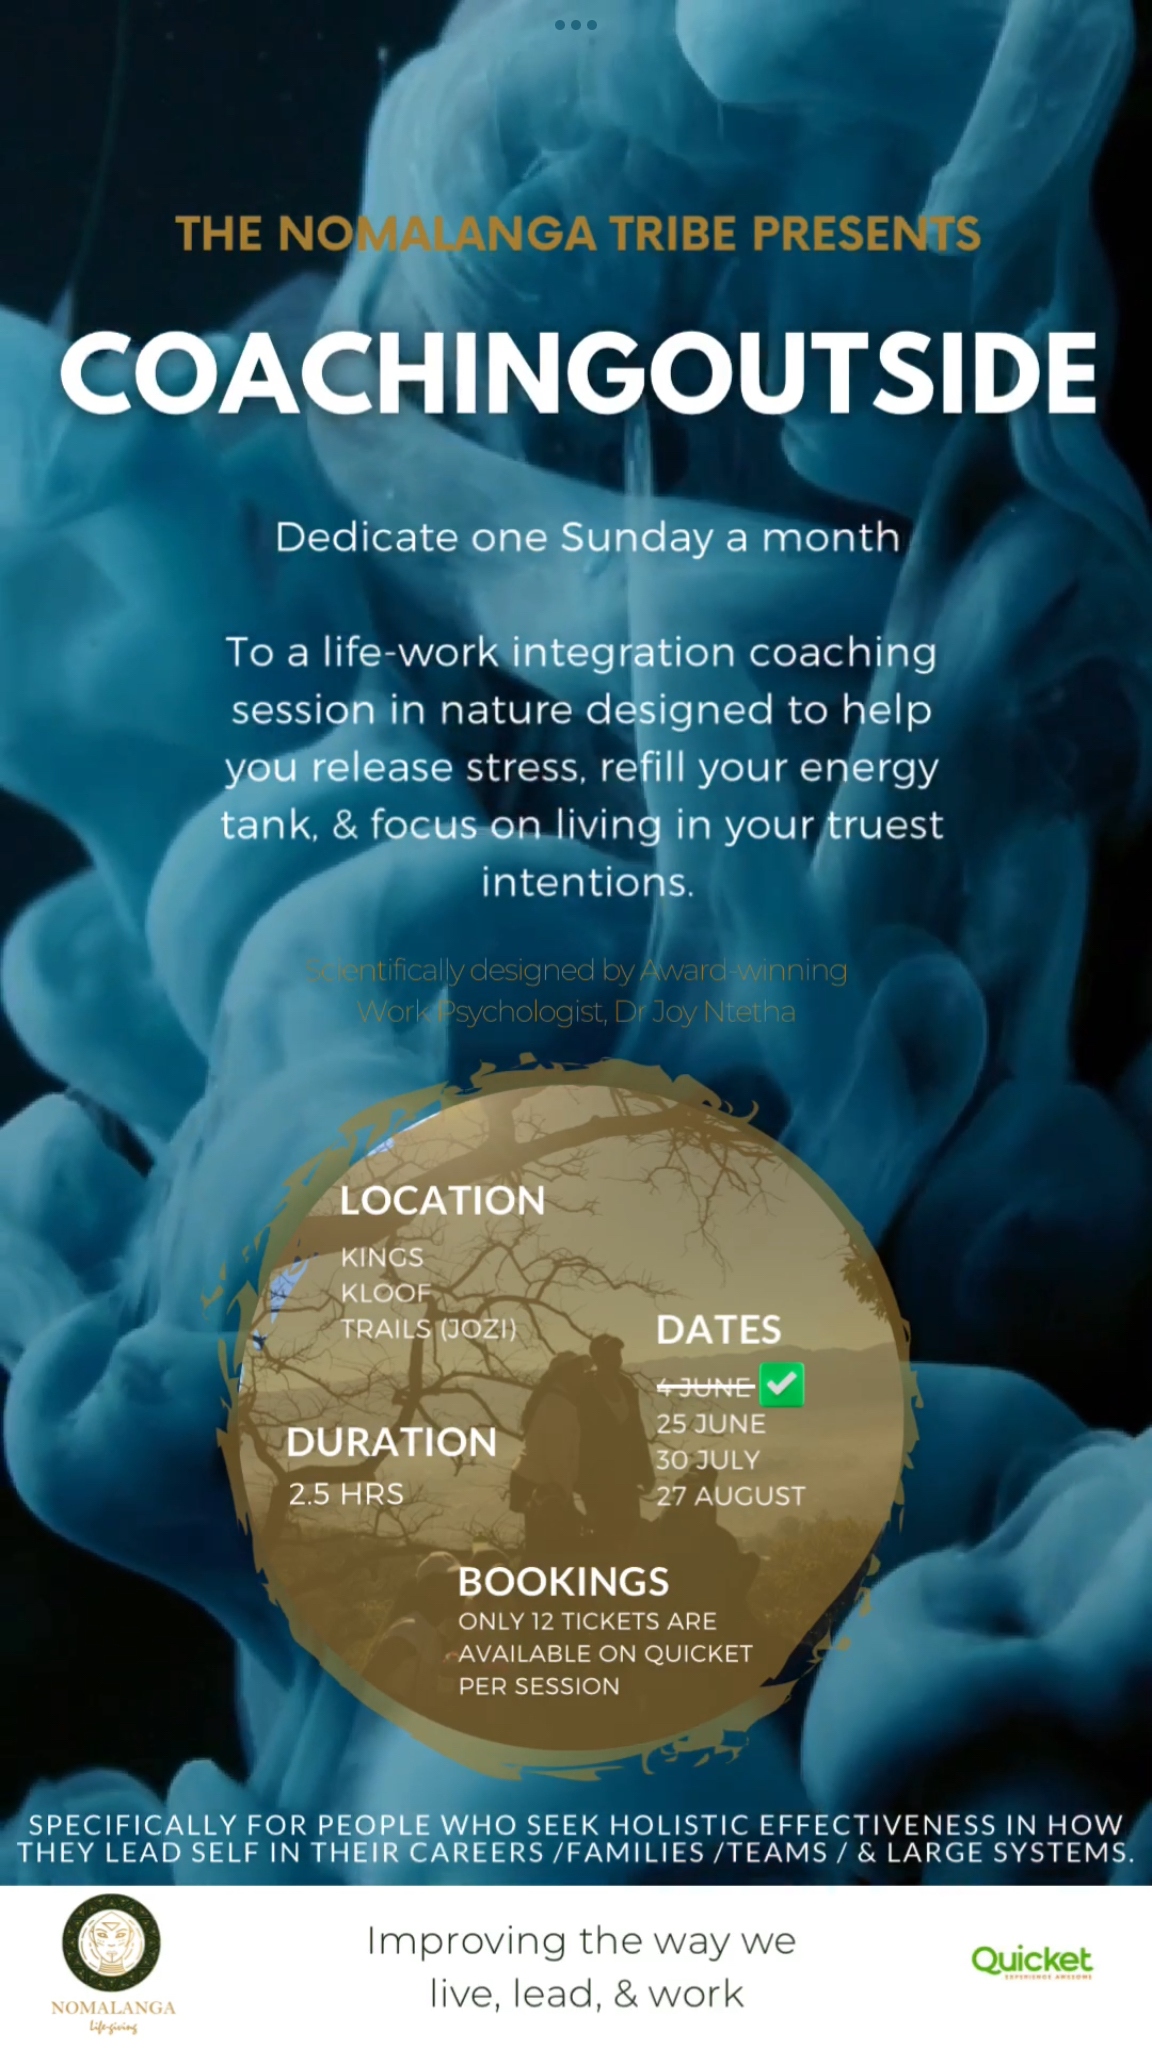 THE NOMALANGA TRIBE PRESENTS
COACHINGOUTSIDE
Dedicate one Sunday a month
To a life-work integration coaching
session in nature designed to help
you release stress, refill your energy
tank, & focus on living in your truest
intentions.
Scientifically designed by Award-winning
Work Psychologist, Dr Joy Ntetha
LOCATION
KINGS
KLOOF
TRAILS (JOZI)
DATES
4 JUNE
25 JUNE
30 JULY
27 AUGUST
DURATION
2.5 HRS
BOOKINGS
ONLY 12 TICKETS ARE
AVAILABLE ON QUICKET
PER SESSION
SPECIFICALLY FOR PEOPLE WHO SEEK HOLISTIC EFFECTIVENESS IN HOW
THEY LEAD SELF IN THEIR CAREERS /FAMILIES /TEAMS / & LARGE SYSTEMS.
NOMALANGA
Life-giving
Improving the way we
live, lead, & work
Quicket
EXPERIENCE AWESOME